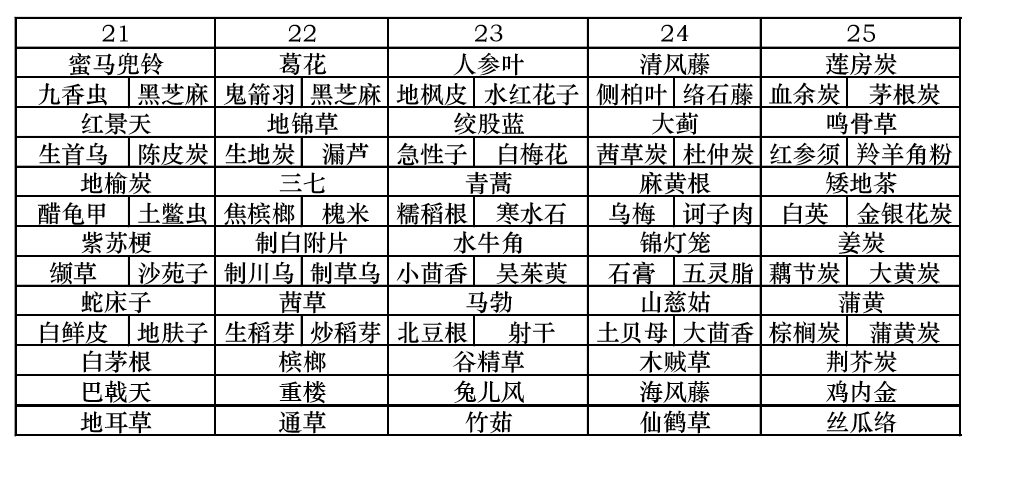 21 22 23 24 25
蜜马兜铃 葛花 人参叶 清风藤 莲房炭
九香虫 黑芝麻 鬼箭羽 黑芝麻 地枫皮 水红花子 侧柏叶 络石藤 血余炭 茅根炭
红景天 地锦草 绞股蓝 大蓟 鸣骨草
生首乌 陈皮炭 生地炭 漏芦 急性子 白梅花 茜草炭 杜仲炭 红参须 羚羊角粉
地榆炭 三七 青蒿 麻黄根 矮地茶
醋龟甲 土鳖虫 焦槟榔 槐米 糯稻根 寒水石 乌梅 诃子肉 白英 金银花炭
紫苏梗 制白附片 水牛角 锦灯笼 姜炭
缬草 沙苑子 制川乌 制草乌 小茴香 吴茱萸 石膏 五灵脂 藕节炭 大黄炭
蛇床子 茜草 马勃 山慈姑 蒲黄
白鲜皮 地肤子 生稻芽 炒稻芽 北豆根 射干 土贝母 大茴香 棕榈炭 蒲黄炭
白茅根 槟榔 谷精草 木贼草 荆芥炭
巴戟天 重楼 兔儿风 海风藤 鸡内金
地耳草 通草 竹茹 仙鹤草 丝瓜络